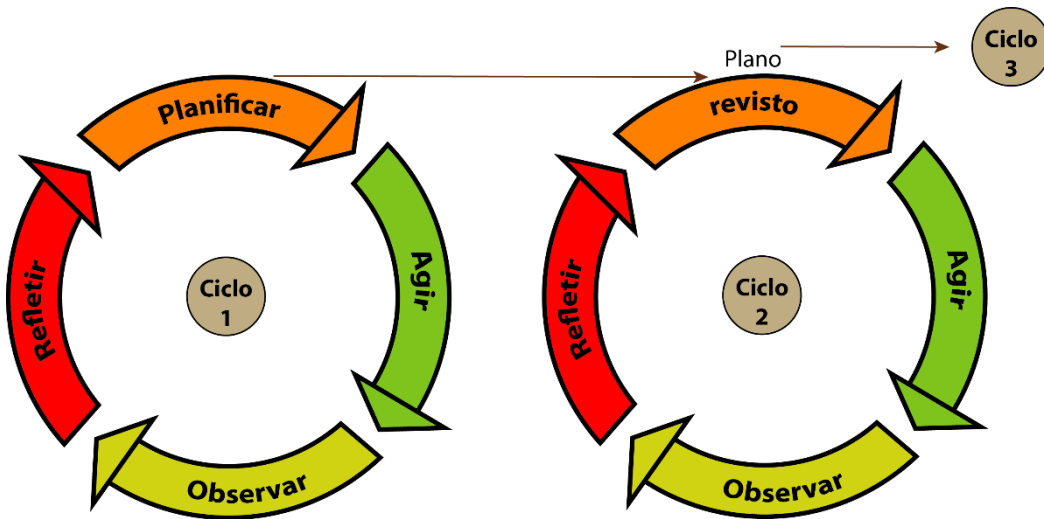 Planificar
Agir
Observar
Refletir
Ciclo
1
Plano
revisto
Agir
Observar
Refletir
Ciclo
2
Ciclo
3